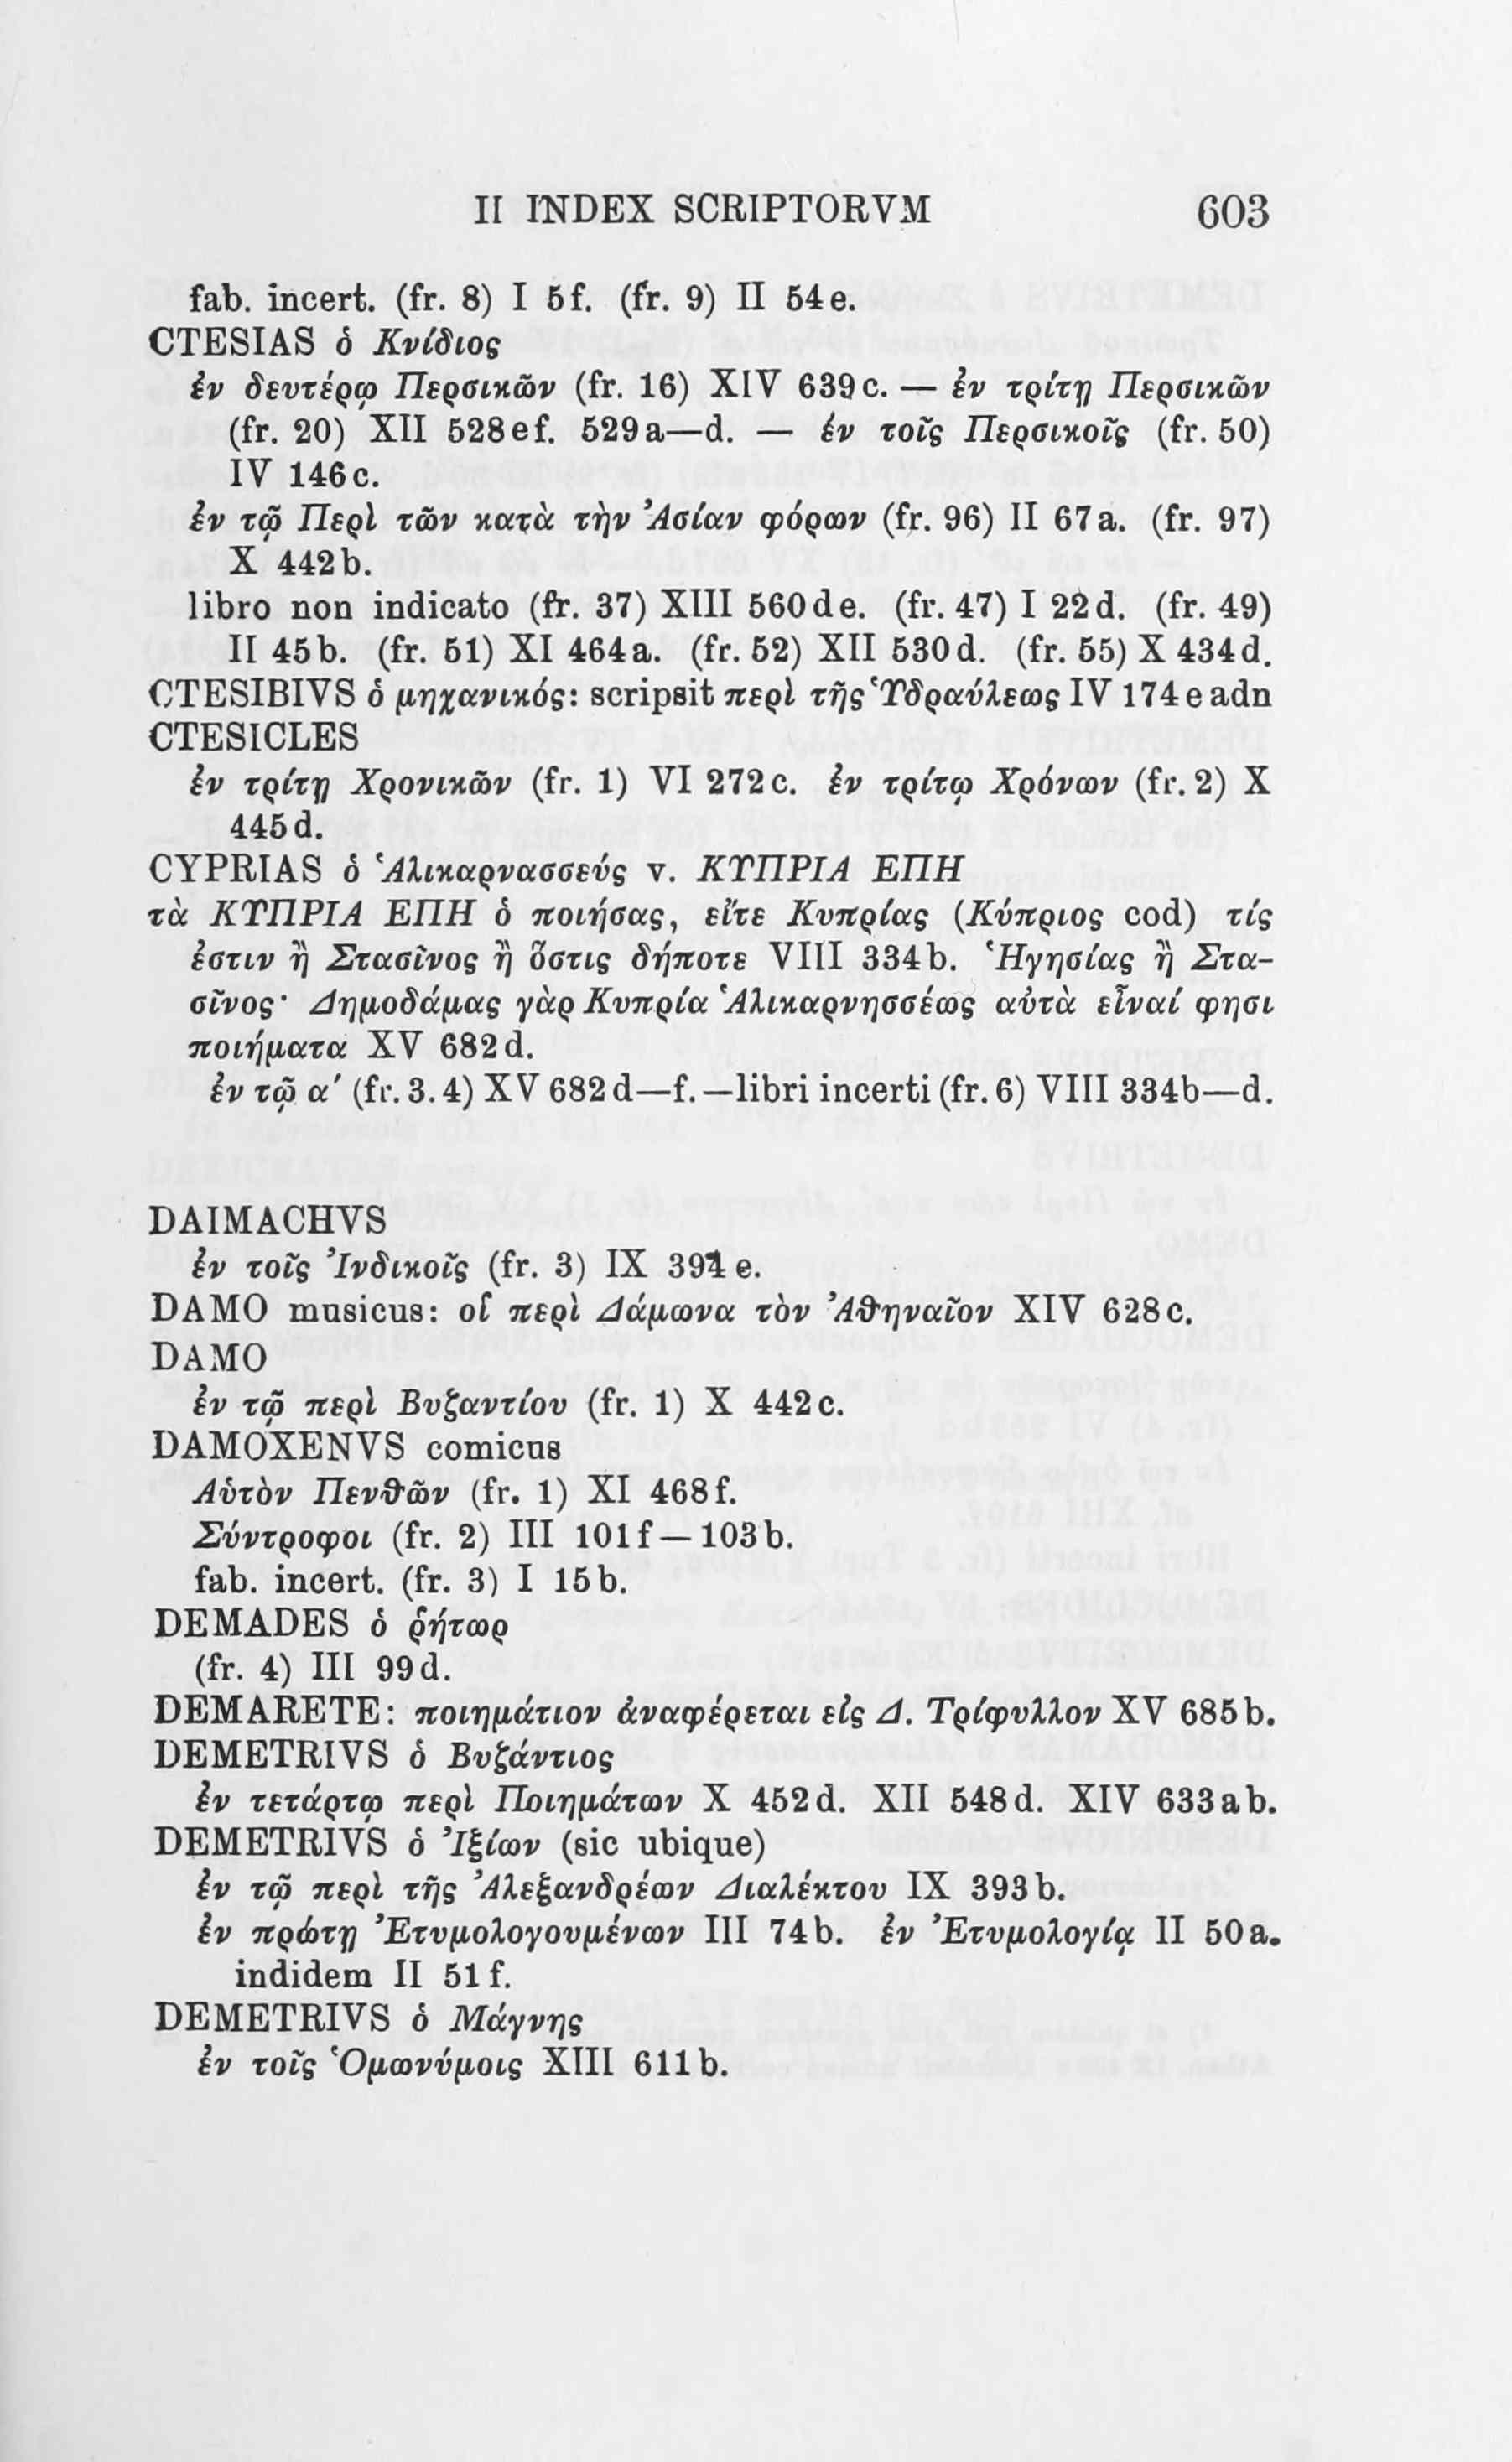 II INDEX SCRIPTORVM 603
fab. incert. (fr. 8) I 5f. (fr. 9) II 54e.
CTESIAS ὁ Κνίδιος
ἐν δευτέρῳ Περσικῶν (fr. 16) XIV 639c. — ἐν τρίτῃ Περσικῶν
(fr. 20) XII 528ef. 529a—d. — ἐν τοῖς Περσικοῖς (fr. 50)
IV 146c.
ἐν τῷ Περὶ τῶν κατὰ τὴν Ἀσίαν φόρων (fr. 96) II 67a. (fr. 97)
X 442b.
libro non indicato (fr. 37) XIII 560de. (fr. 47) I 22d. (fr. 49)
II 45b. (fr. 51) XI 464a. (fr. 52) XII 530d. (fr. 55) X 434d.
CTESIBIVS ὁ μηχανικός: scripsit περὶ τῆς Ὑδραύλεως IV 174e adn
CTESICLES
ἐν τρίτῃ Χρονικῶν (fr. 1) VI 272c. ἐν τρίτῳ Χρόνων (fr. 2) X
445d.
CYPRIAS ὁ Ἁλικαρνασσεύς v. ΚΥΠΡΙΑ ΕΠΗ
τὰ ΚΥΠΡΙΑ ΕΠΗ ὁ ποιήσας, εἴτε Κυπρίας (Κύπριος cod) τίς
ἐστιν ἢ Στασῖνος ἢ ὅστις δήποτε VIII 334b. Ἡγησίας ἢ Στα-
σῖνος· Δημοδάμας γὰρ Κυπρία Ἁλικαρνησσέως αὐτὰ εἶναί φησι
ποιήματα XV 682d.
ἐν τῷ α′ (fr. 3. 4) XV 682d—f. — libri incerti (fr. 6) VIII 334b—d.
DAIMACHVS
ἐν τοῖς Ἰνδικοῖς (fr. 3) IX 394e.
DAMO musicus: οἱ περὶ Δάμωνα τὸν Ἀθηναῖον XIV 628c.
DAMO
ἐν τῷ περὶ Βυζαντίου (fr. 1) X 442c.
DAMOXENVS comicus
Αὑτὸν Πενθῶν (fr. 1) XI 468f.
Σύντροφοι (fr. 2) III 101f — 103b.
fab. incert. (fr. 3) I 15b.
DEMADES ὁ ῥήτωρ
(fr. 4) III 99d.
DEMARETE: ποιημάτιον ἀναφέρεται εἰς Δ. Τρίφυλλον XV 685b.
DEMETRIVS ὁ Βυζάντιος
ἐν τετάρτῳ περὶ Ποιημάτων X 452d. XII 548d. XIV 633ab.
DEMETRIVS ὁ Ἰξίων (sic ubique)
ἐν τῷ περὶ τῆς Ἀλεξανδρέων Διαλέκτου IX 393b.
ἐν πρώτῃ Ἐτυμολογουμένων III 74b. ἐν Ἐτυμολογίᾳ II 50a.
indidem II 51f.
DEMETRIVS ὁ Μάγνης
ἐν τοῖς Ὁμωνύμοις XIII 611b.